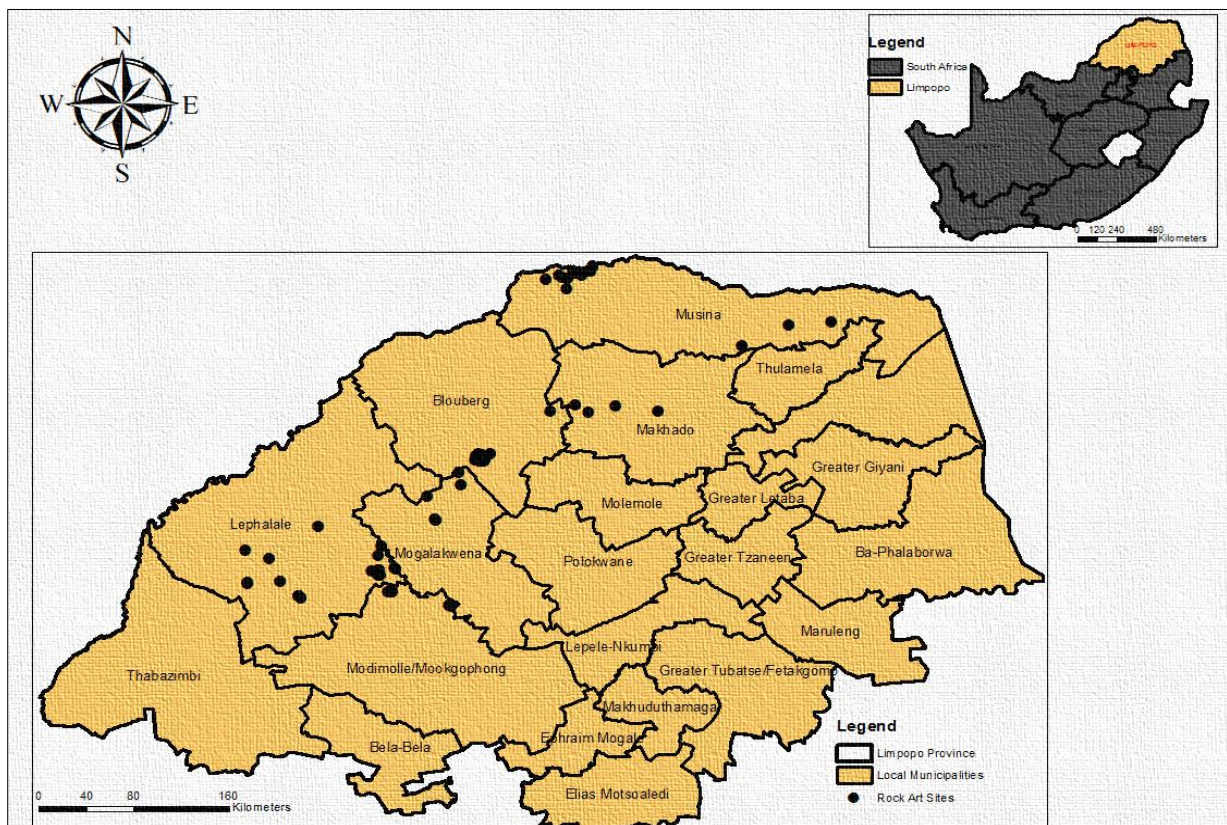 N
W
E
S
Legend
South Africa
Limpopo
LIMPOPO
0 120 240 480
Kilometers
Musina
Thulamela
Blouberg
Makhado
Greater Giyani
Molemole
Greater Letaba
Lephalale
Mogalakwena
Polokwane
Greater Tzaneen
Ba-Phalaborwa
Maruleng
Lepele-Nkumpi
Thabazimbi
Modimolle/Mookgophong
Greater Tubatse/Fetakgomo
Makhuduthamaga
Ephraim Mogale
Bela-Bela
Elias Motsoaledi
Legend
Limpopo Province
Local Municipalities
Rock Art Sites
0 40 80 160
Kilometers